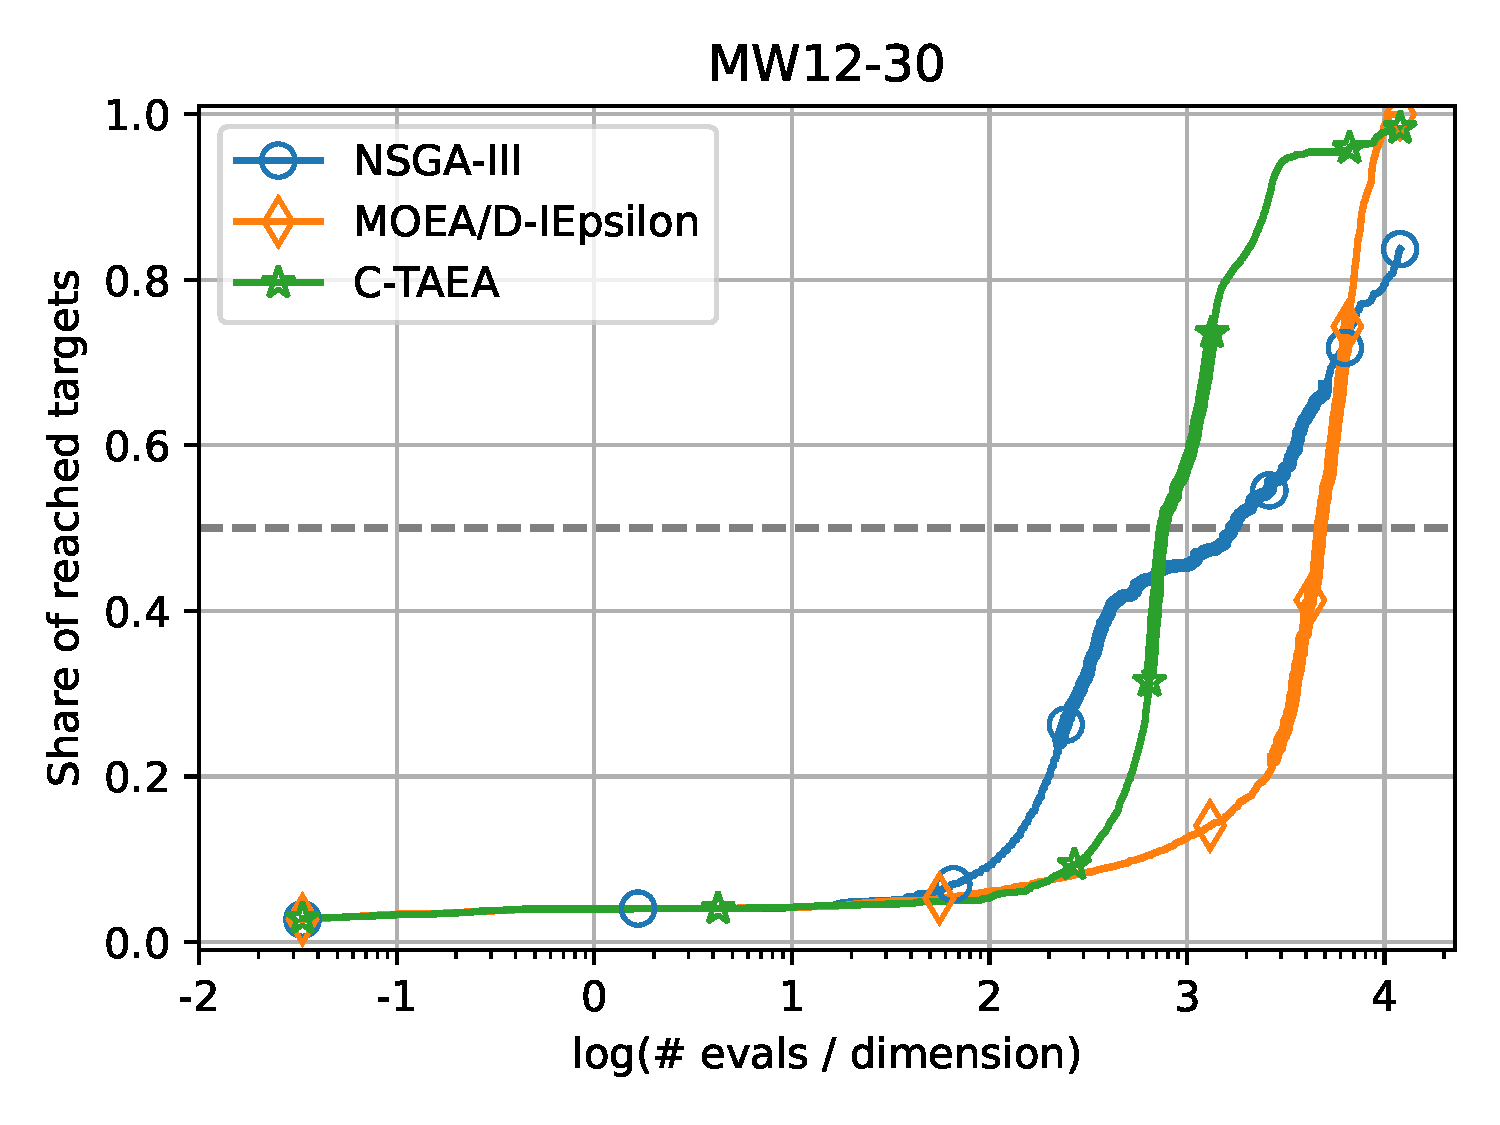 MW12-30
NSGA-III
MOEA/D-IEpsilon
C-TAEA
Share of reached targets
1.0
0.8
0.6
0.4
0.2
0.0
-2 -1 0 1 2 3 4
log(# evals / dimension)